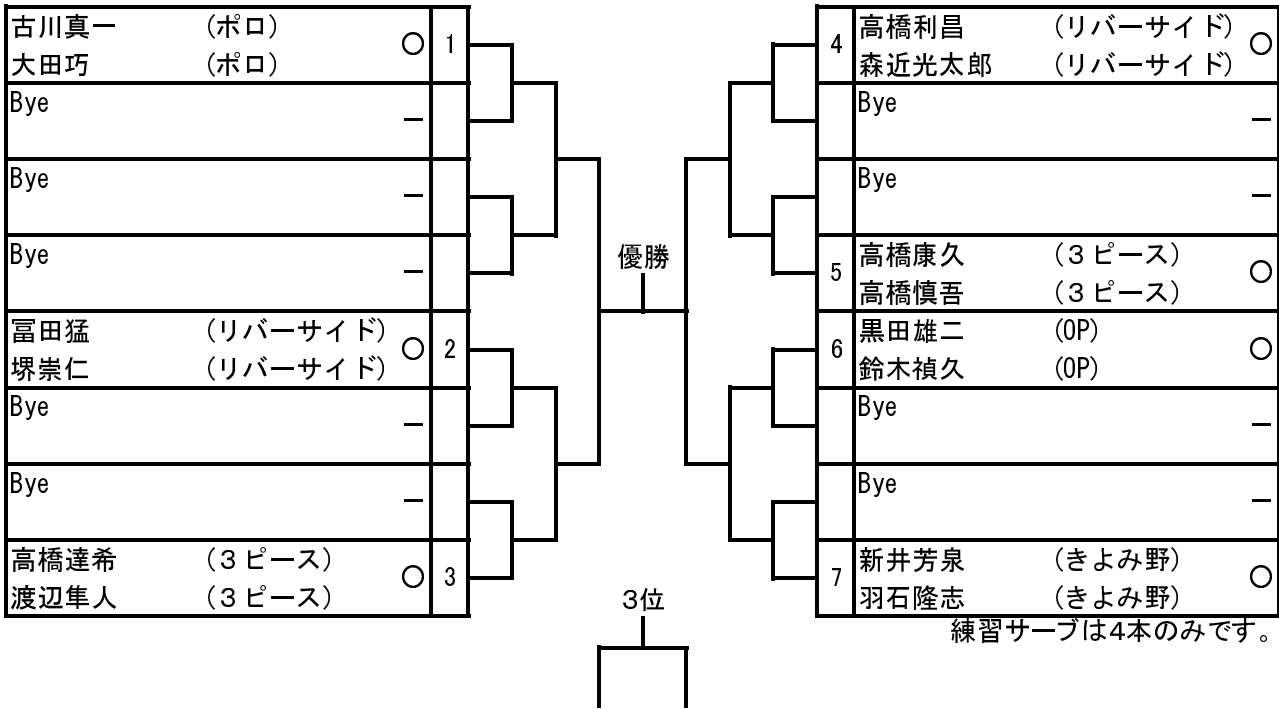 古川真一 (ポロ) ○ 1
大田巧 (ポロ)
Bye －
Bye －
Bye －
冨田猛 (リバーサイド) ○ 2
堺崇仁 (リバーサイド)
Bye －
Bye －
高橋達希 (３ピース) ○ 3
渡辺隼人 (３ピース)
優勝
3位
4 高橋利昌 (リバーサイド) ○
森近光太郎 (リバーサイド)
Bye －
Bye －
5 高橋康久 (３ピース) ○
高橋慎吾 (３ピース)
6 黒田雄二 (OP) ○
鈴木禎久 (OP)
Bye －
Bye －
7 新井芳泉 (きよみ野) ○
羽石隆志 (きよみ野)
練習サーブは4本のみです。